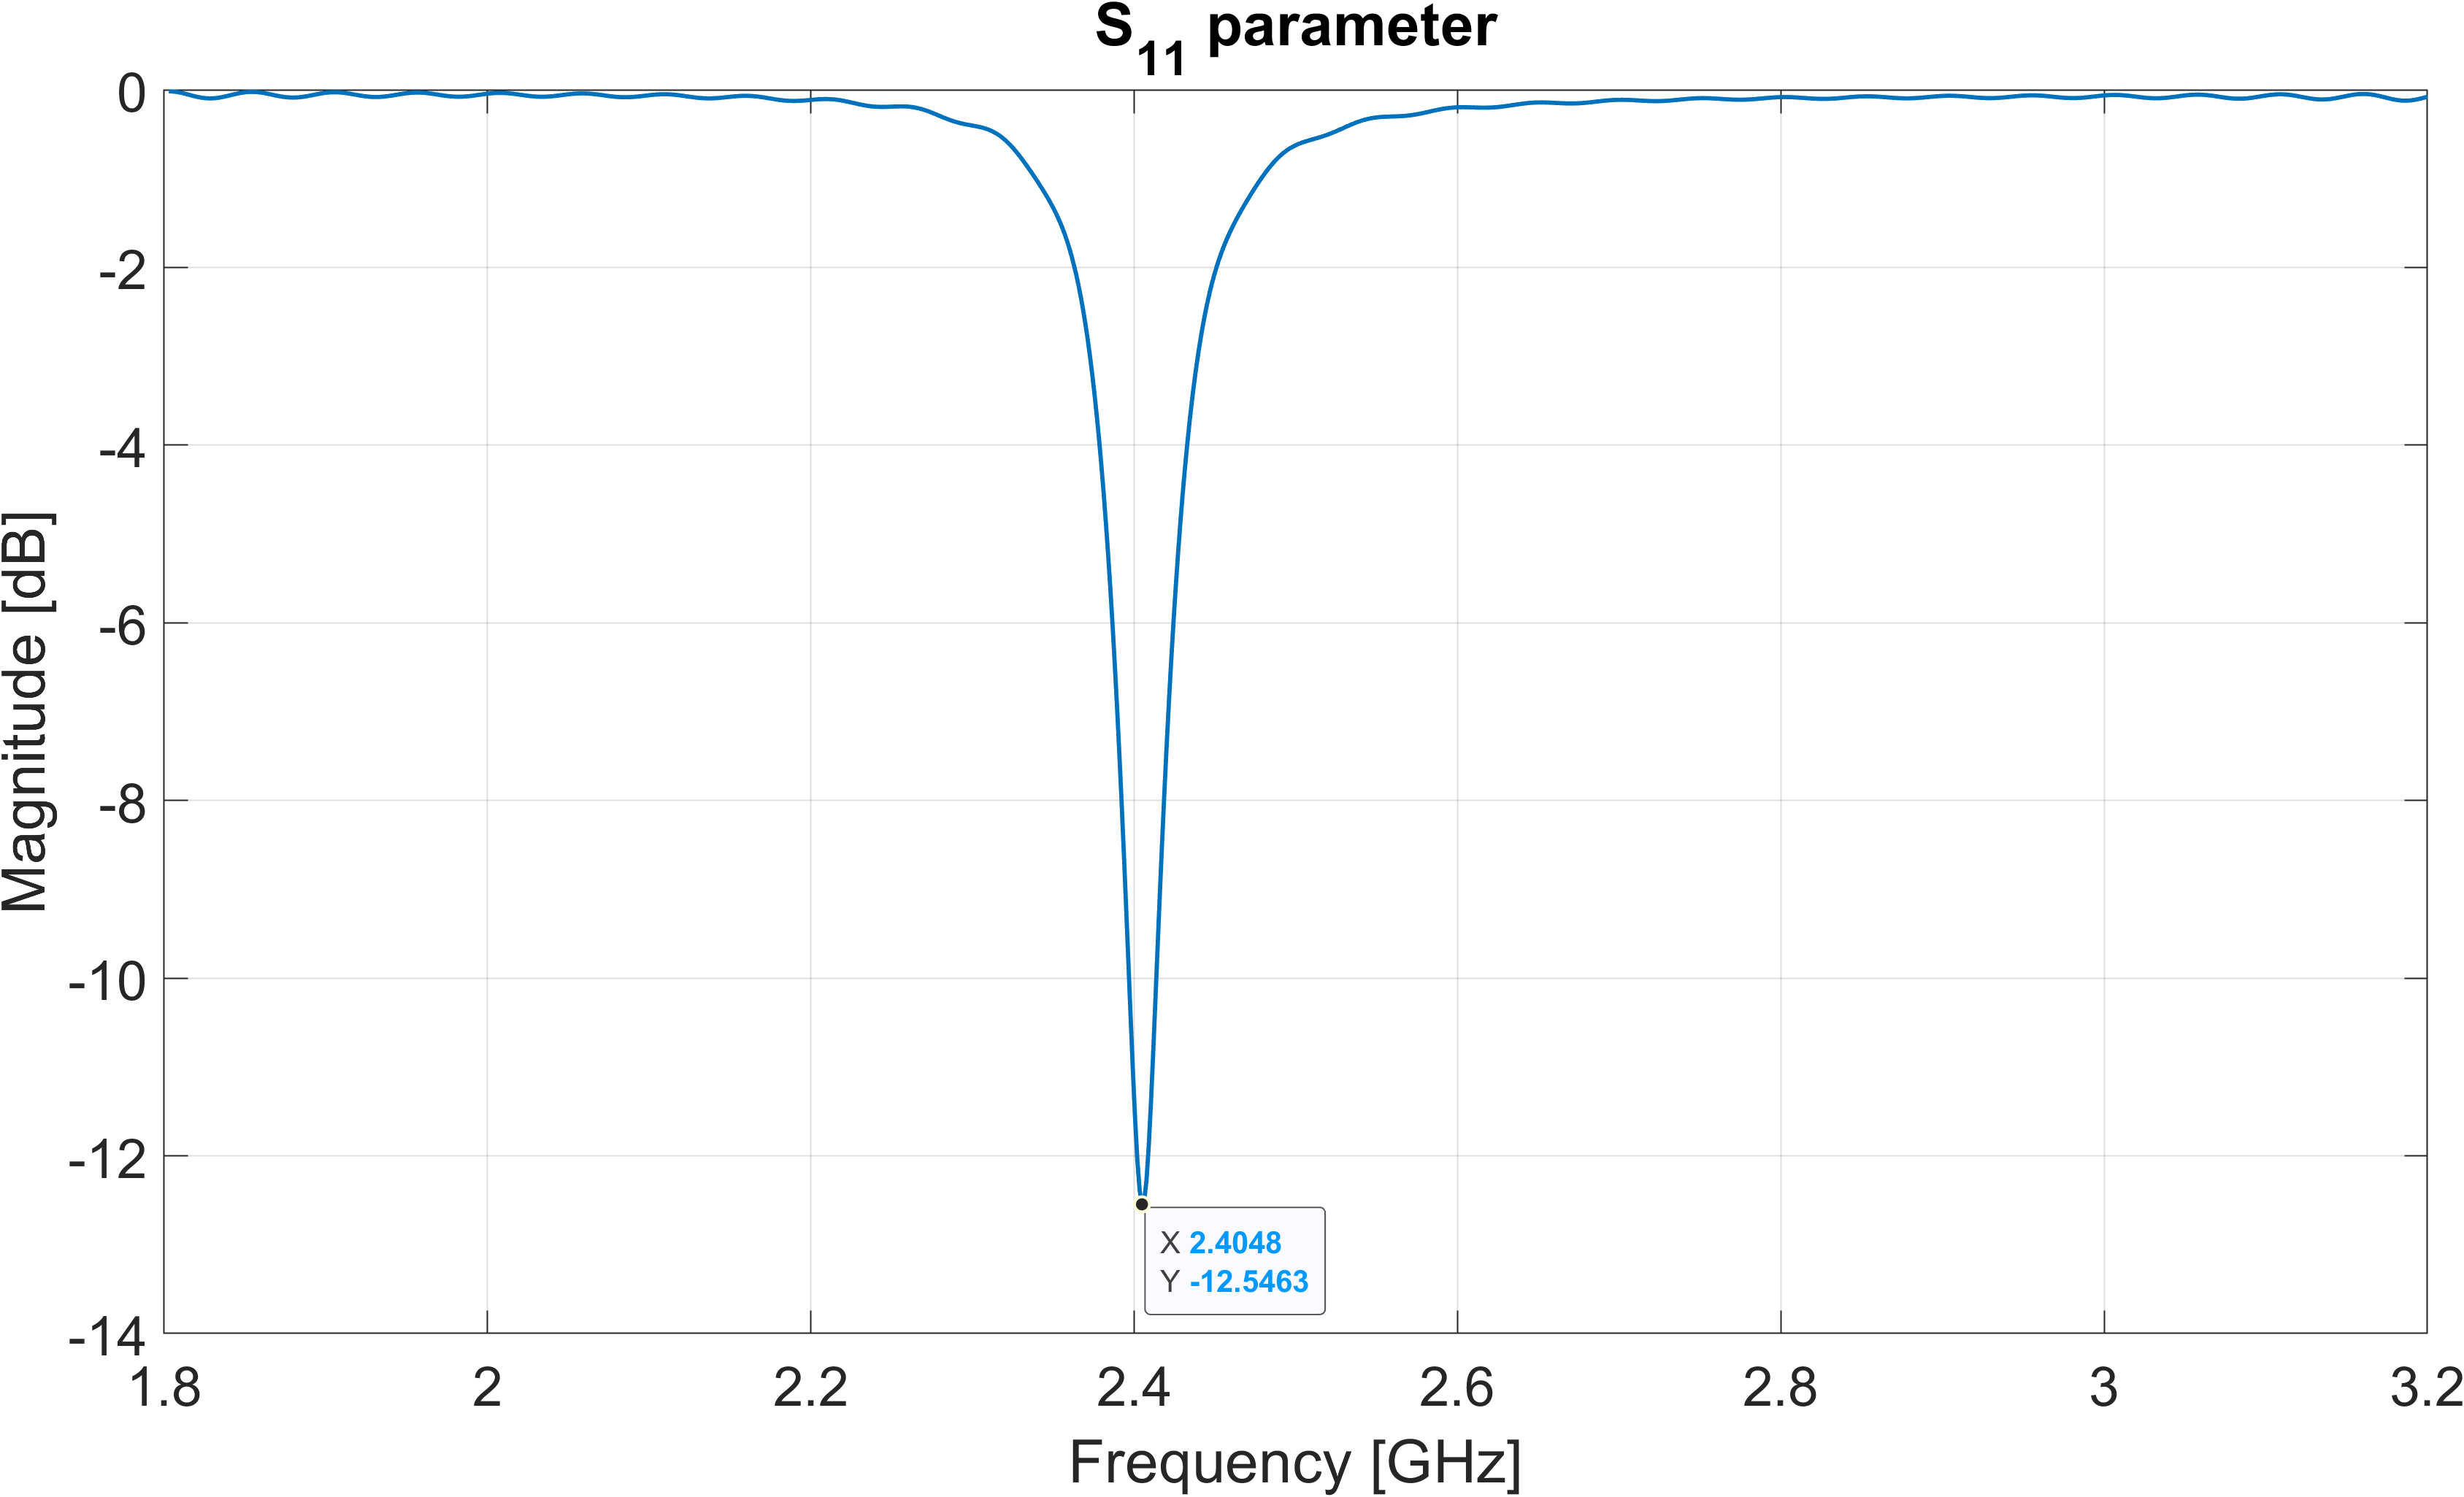 S11 parameter
0
-2
-4
-6
-8
-10
-12
-14
Magnitude [dB]
X 2.4048
Y -12.5463
1.8 2 2.2 2.4 2.6 2.8 3 3.2
Frequency [GHz]